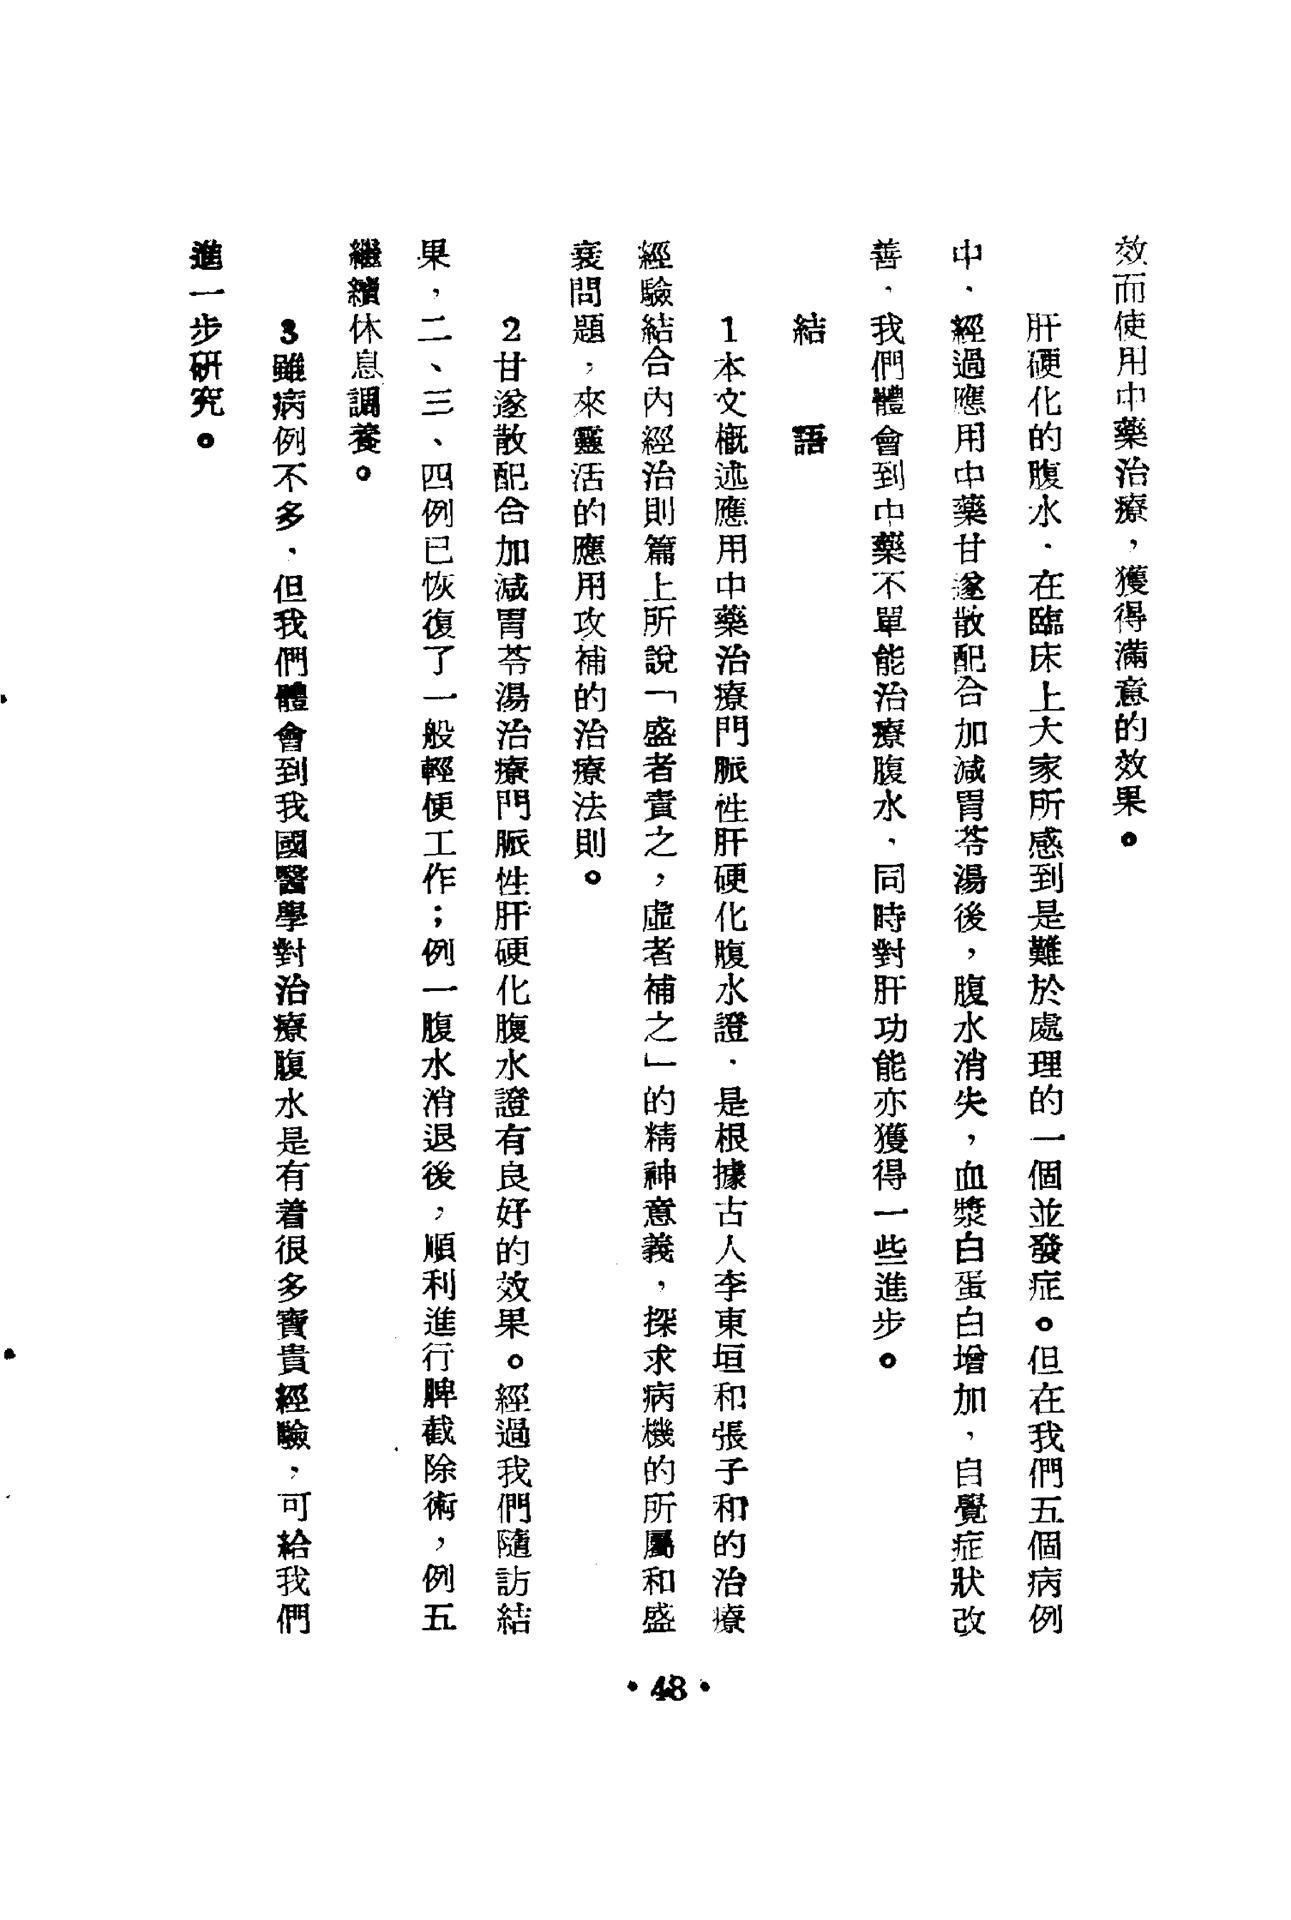 效而使用中藥治療，獲得滿意的效果。
肝硬化的腹水，在臨床上大家所感到是難於處理的一個並發症。但在我們五個病例
中，經過應用中藥甘遂散配合加減胃苓湯後，腹水消失，血漿白蛋白增加，自覺症狀改
善，我們體會到中藥不單能治療腹水，同時對肝功能亦獲得一些進步。
結　語
1本文概述應用中藥治療門脈性肝硬化腹水證，是根據古人李東垣和張子和的治療
經驗結合內經治則篇上所說「盛者責之，虛者補之」的精神意義，探求病機的所屬和盛
衰問題，來靈活的應用攻補的治療法則。
2甘遂散配合加減胃苓湯治療門脈性肝硬化腹水證有良好的效果。經過我們隨訪結
果，二、三、四例已恢復了一般輕便工作；例一腹水消退後，順利進行脾截除術，例五
繼續休息調養。
3雖病例不多，但我們體會到我國醫學對治療腹水是有着很多寶貴經驗，可給我們
進一步研究。
·48·